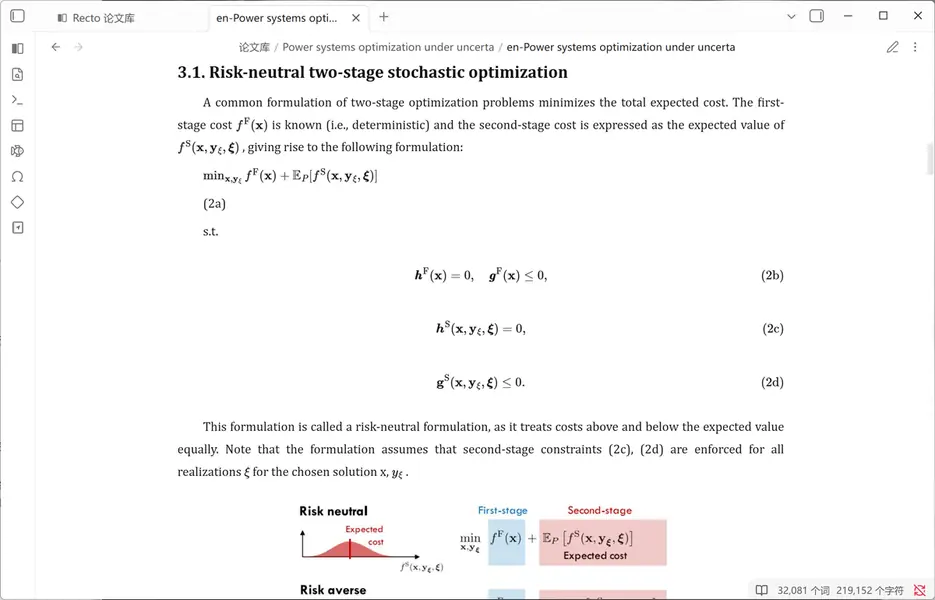 Recto 论文库
en-Power systems opti...
论文库 / Power systems optimization under uncerta / en-Power systems optimization under uncerta
3.1. Risk-neutral two-stage stochastic optimization
A common formulation of two-stage optimization problems minimizes the total expected cost. The first-
stage cost f^F(x) is known (i.e., deterministic) and the second-stage cost is expressed as the expected value of
f^S(x, y_ξ, ξ) , giving rise to the following formulation:
min_{x,y_ξ} f^F(x) + 𝔼_P[f^S(x, y_ξ, ξ)]
(2a)
s.t.
h^F(x) = 0, g^F(x) ≤ 0, (2b)
h^S(x, y_ξ, ξ) = 0, (2c)
g^S(x, y_ξ, ξ) ≤ 0. (2d)
This formulation is called a risk-neutral formulation, as it treats costs above and below the expected value
equally. Note that the formulation assumes that second-stage constraints (2c), (2d) are enforced for all
realizations ξ for the chosen solution x, y_ξ .
Risk neutral
First-stage Second-stage
Expected
cost
f^S(x, y_ξ, ξ)
min_{x,y_ξ} f^F(x) + 𝔼_P [f^S(x, y_ξ, ξ)]
Expected cost
Risk averse
32,081 个词 219,152 个字符